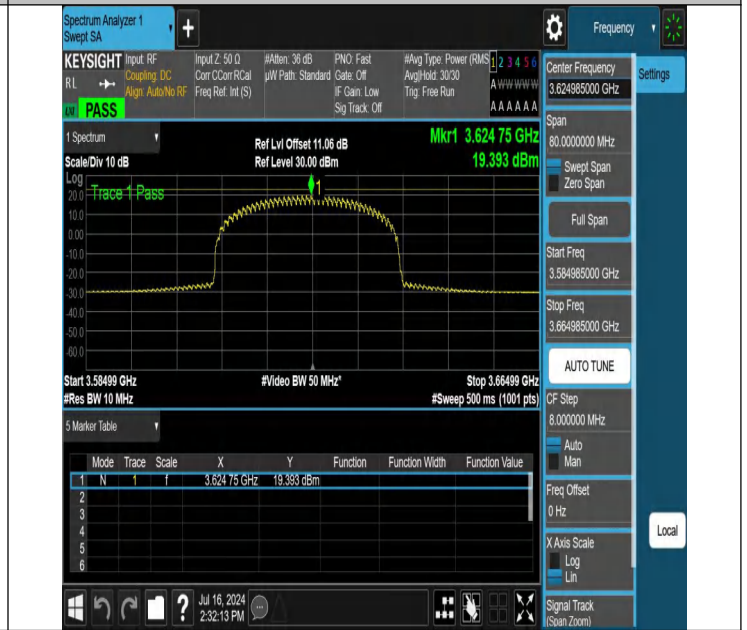 Spectrum Analyzer 1
Swept SA
+
Frequency
KEYSIGHT
RL
PASS
Input: RF
Coupling: DC
Align: Auto/No RF
Input Z: 50 Ω
Corr CCorr RCal
Freq Ref: Int (S)
#Atten: 36 dB
µW Path: Standard
PNO: Fast
Gate: Off
IF Gain: Low
Sig Track: Off
#Avg Type: Power (RMS
Avg|Hold: 30/30
Trig: Free Run
1 2 3 4 5 6
A W W W W W
A A A A A A
1 Spectrum
Scale/Div 10 dB
Ref Lvl Offset 11.06 dB
Ref Level 30.00 dBm
Mkr1 3.624 75 GHz
19.393 dBm
Log
Trace 1 Pass
1
20.0
10.0
0.00
-10.0
-20.0
-30.0
-40.0
-50.0
-60.0
Start 3.58499 GHz
#Res BW 10 MHz
#Video BW 50 MHz*
Stop 3.66499 GHz
#Sweep 500 ms (1001 pts)
5 Marker Table
Mode Trace Scale X Y Function Function Width Function Value
1 N 1 f 3.624 75 GHz 19.393 dBm
2
3
4
5
6
Jul 16, 2024
2:32:13 PM
?
Center Frequency
3.624985000 GHz
Span
80.0000000 MHz
Swept Span
Zero Span
Full Span
Start Freq
3.584985000 GHz
Stop Freq
3.664985000 GHz
AUTO TUNE
CF Step
8.000000 MHz
Auto
Man
Freq Offset
0 Hz
X Axis Scale
Log
Lin
Signal Track
(Span Zoom)
Settings
Local